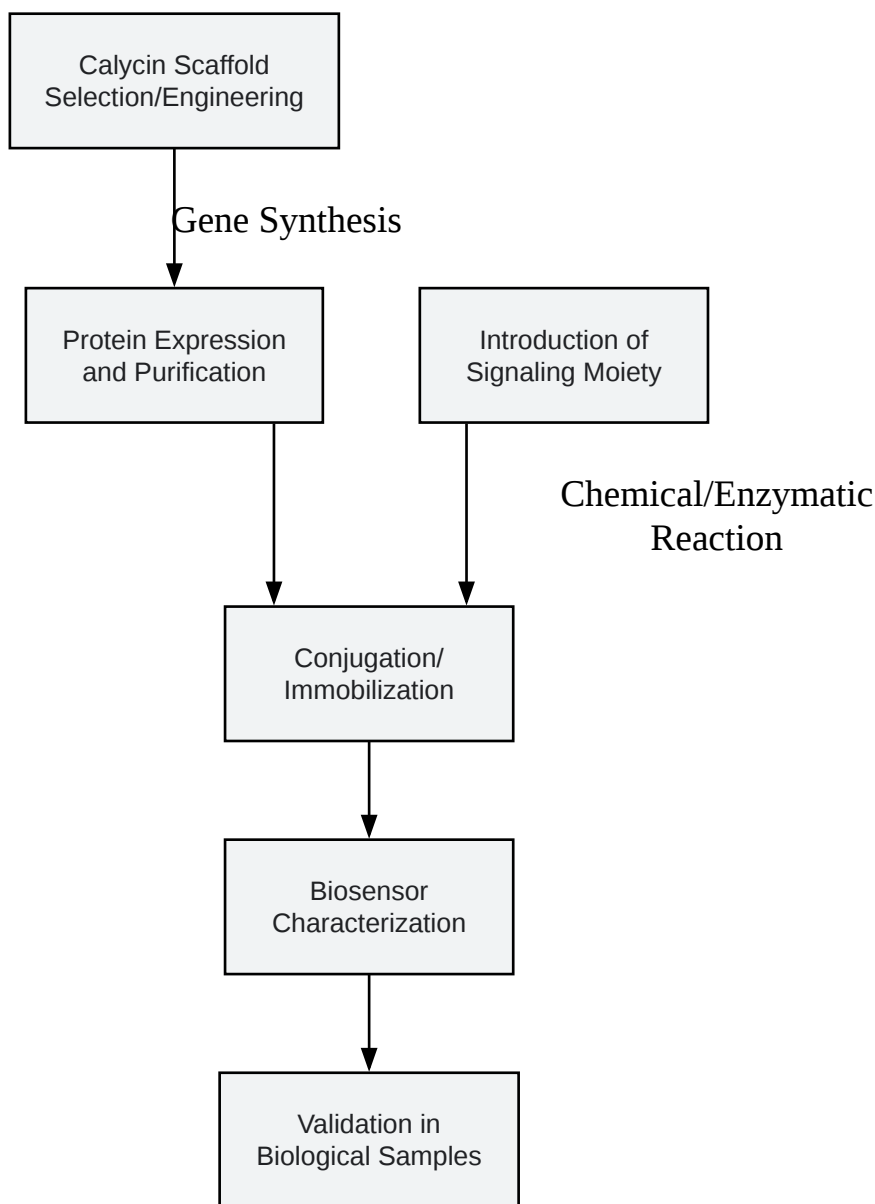 Calycin Scaffold
Selection/Engineering
Gene Synthesis
Protein Expression
and Purification
Introduction of
Signaling Moiety
Chemical/Enzymatic
Reaction
Conjugation/
Immobilization
Biosensor
Characterization
Validation in
Biological Samples